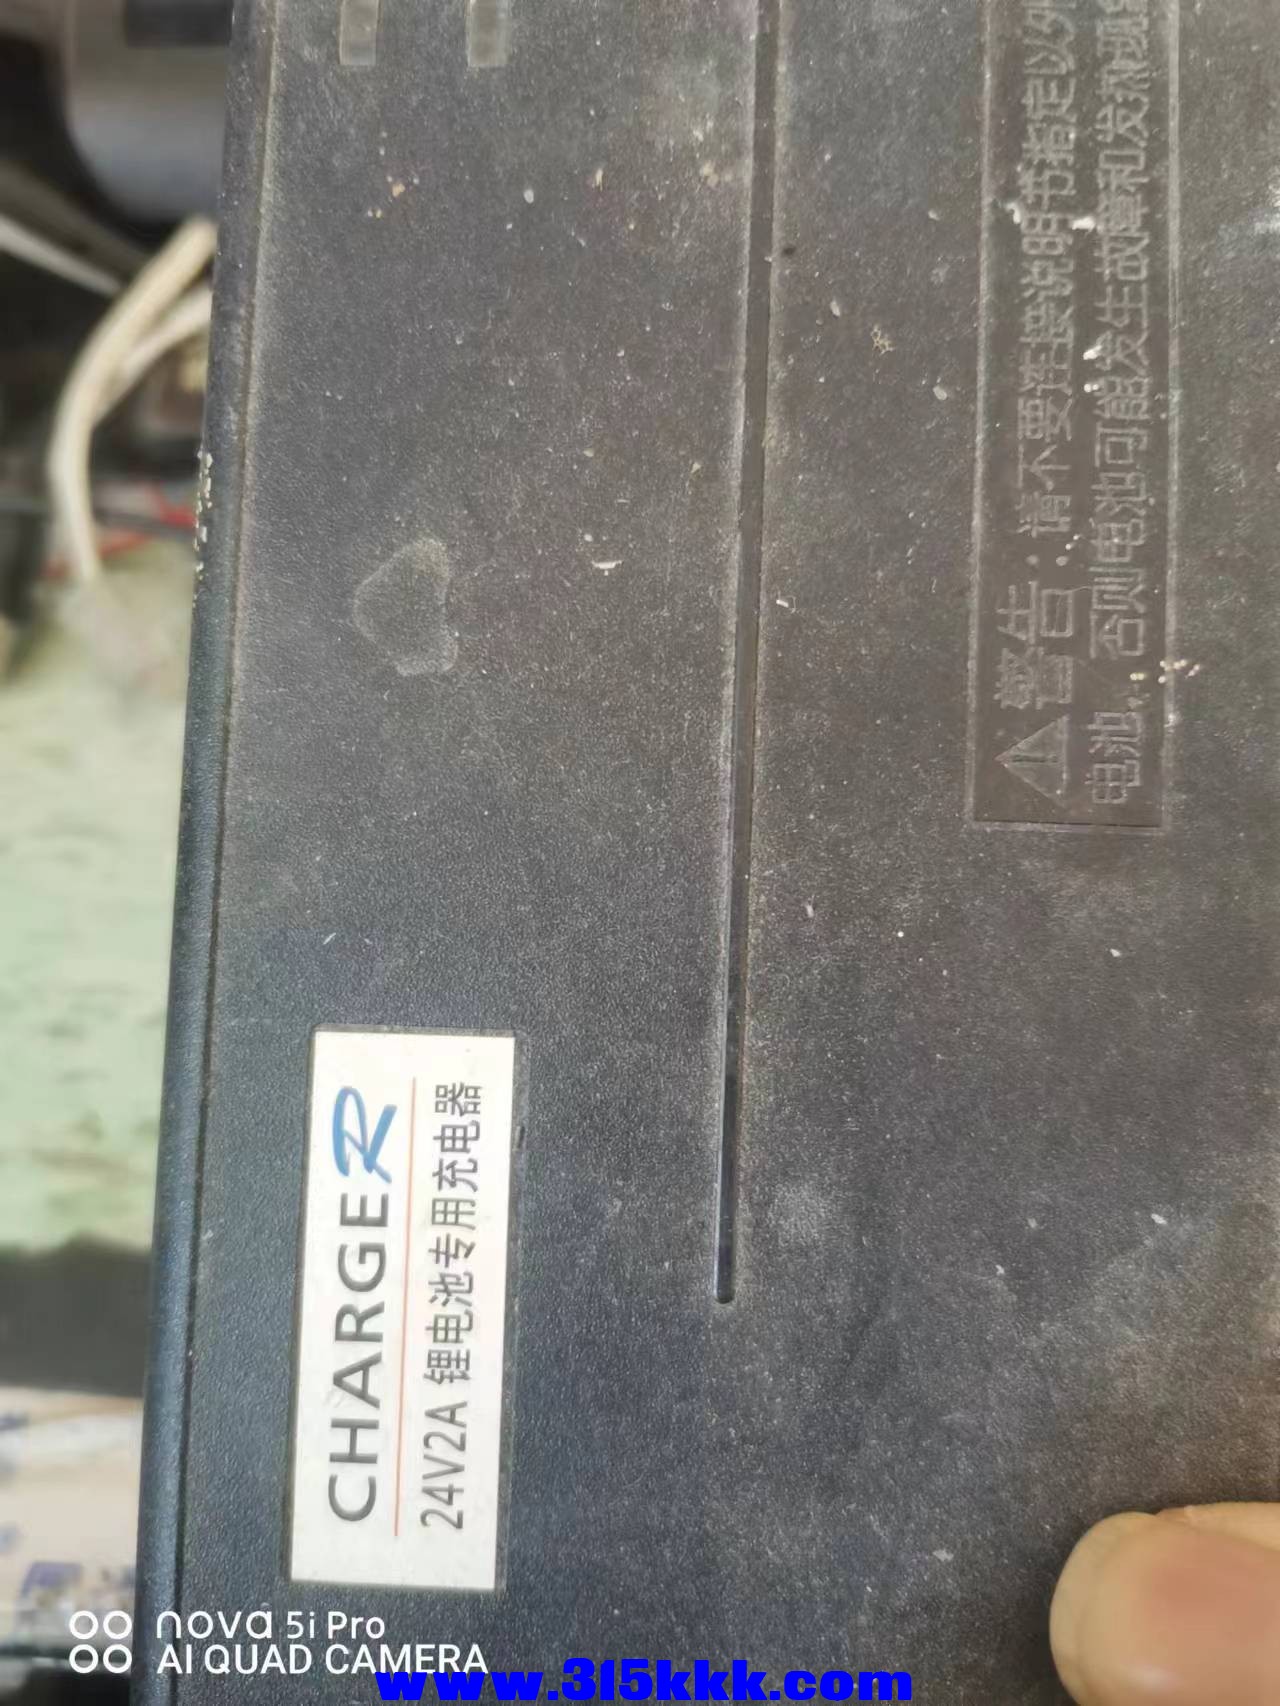 ⚠警告：请不要连接说明书指定以外
电池，否则电池可能发生故障和发热
CHARGER
24V2A 锂电池专用充电器
nova 5i Pro
AI QUAD CAMERA
www.315kkk.com